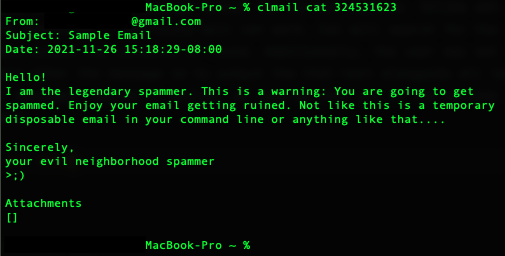 _ MacBook-Pro ~ % clmail cat 324531623
From: @gmail.com
Subject: Sample Email
Date: 2021-11-26 15:18:29-08:00
Hello!
I am the legendary spammer. This is a warning: You are going to get
spammed. Enjoy your email getting ruined. Not like this is a temporary
disposable email in your command line or anything like that....
Sincerely,
your evil neighborhood spammer
>;)
Attachments
[]
MacBook-Pro ~ %